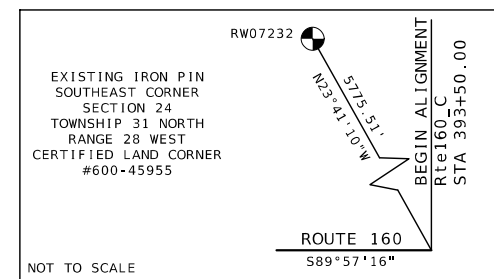 RW07232
EXISTING IRON PIN
SOUTHEAST CORNER
SECTION 24
TOWNSHIP 31 NORTH
RANGE 28 WEST
CERTIFIED LAND CORNER
#600-45955
5775.51'
N23°41'10"W
BEGIN ALIGNMENT
Rte160_C
STA 393+50.00
ROUTE 160
S89°57'16"
NOT TO SCALE